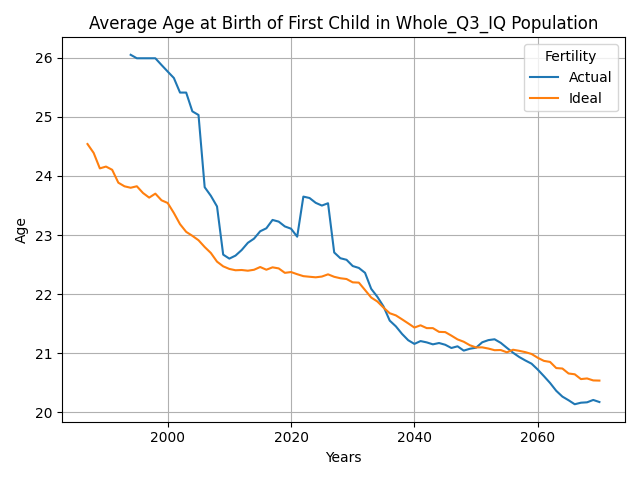 Average Age at Birth of First Child in Whole_Q3_IQ Population
Fertility
Actual
Ideal
26
25
24
23
22
21
20
Age
2000
2020
2040
2060
Years